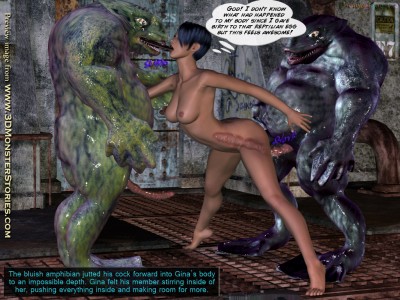 GOD! I DON'T KNOW
WHAT HAD HAPPENED
TO MY BODY SINCE I GAVE
BIRTH TO THAT REPTILIAN EGG
BUT THIS FEELS AWESOME!
Preview image from
www.3DMonsterStories.com
The bluish amphibian jutted his cock forward into Gina's body
to an impossible depth. Gina felt his member stirring inside of
her, pushing everything inside and making room for more.